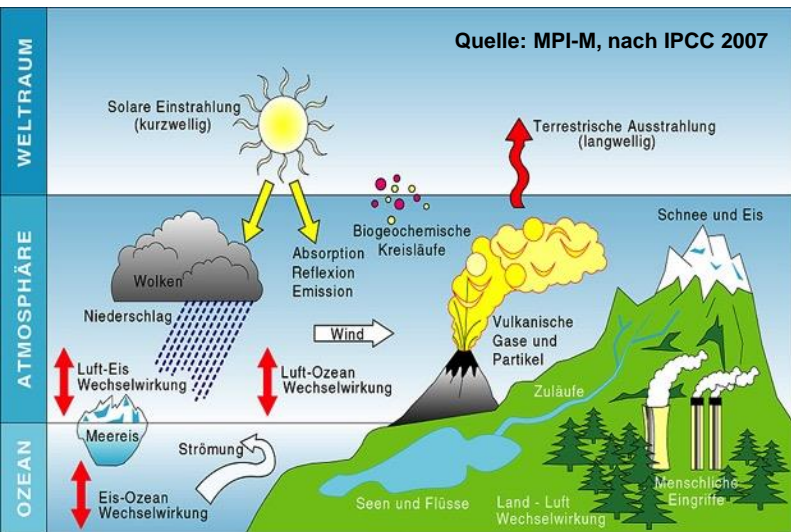 Quelle: MPI-M, nach IPCC 2007
WELTRAUM
Solare Einstrahlung
(kurzwellig)
Terrestrische Ausstrahlung
(langwellig)
ATMOSPHÄRE
Biogeochemische
Kreisläufe
Schnee und Eis
Absorption
Reflexion
Emission
Wolken
Niederschlag
Wind
Vulkanische
Gase und
Partikel
Luft-Eis
Wechselwirkung
Luft-Ozean
Wechselwirkung
Zuläufe
OZEAN
Meereis
Strömung
Eis-Ozean
Wechselwirkung
Seen und Flüsse
Land - Luft
Wechselwirkung
Menschliche
Eingriffe